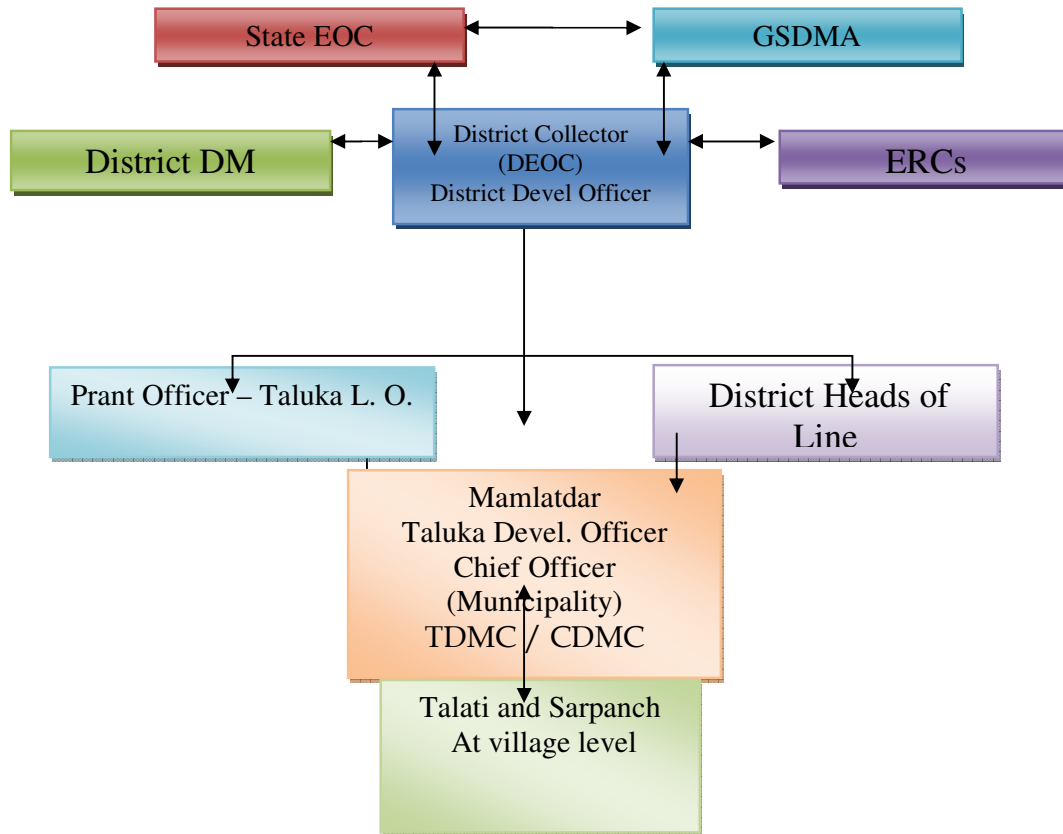 State EOC
GSDMA
District DM
District Collector
(DEOC)
District Devel Officer
ERCs
Prant Officer – Taluka L. O.
District Heads of
Line
Mamlatdar
Taluka Devel. Officer
Chief Officer
(Municipality)
TDMC / CDMC
Talati and Sarpanch
At village level